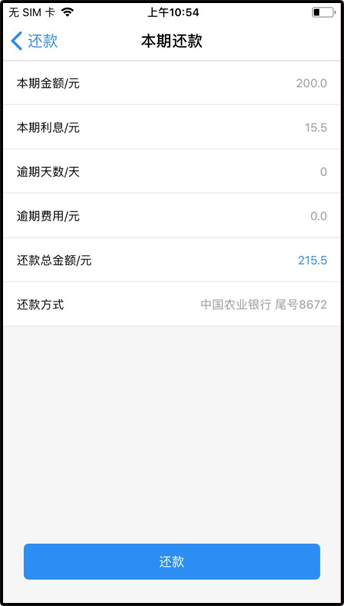 无 SIM 卡 上午10:54
还款 本期还款
本期金额/元 200.0
本期利息/元 15.5
逾期天数/天 0
逾期费用/元 0.0
还款总金额/元 215.5
还款方式 中国农业银行 尾号8672
还款